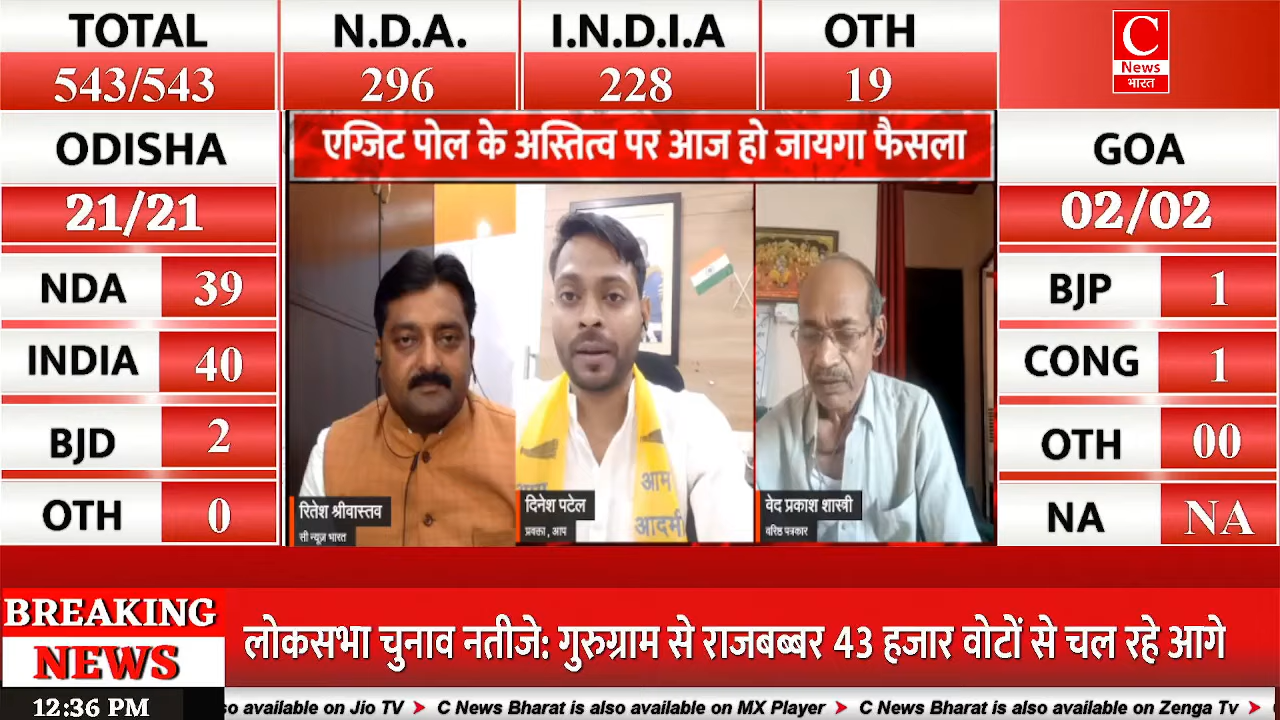 TOTAL
543/543
N.D.A.
296
I.N.D.I.A
228
OTH
19
C
News
भारत
ODISHA
21/21
NDA
39
INDIA
40
BJD
2
OTH
0
एग्जिट पोल के अस्तित्व पर आज हो जायगा फैसला
आम
आदमी
रितेश श्रीवास्तव
सी न्यूज़ भारत
दिनेश पटेल
प्रवक्ता , आप
वेद प्रकाश शास्त्री
वरिष्ठ पत्रकार
GOA
02/02
BJP
1
CONG
1
OTH
00
NA
NA
BREAKING
NEWS
लोकसभा चुनाव नतीजे: गुरुग्राम से राजबब्बर 43 हजार वोटों से चल रहे आगे
12:36 PM
so available on Jio TV ➤ C News Bharat is also available on MX Player ➤ C News Bharat is also available on Zenga Tv ➤